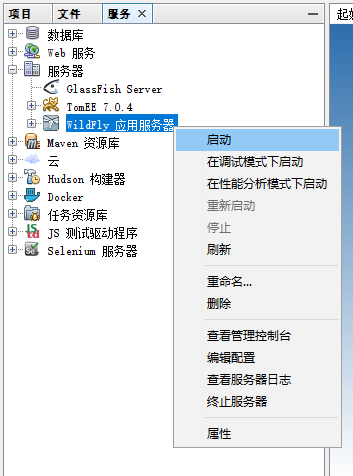 项目 文件 服务 × —
数据库
Web 服务
服务器
GlassFish Server
TomEE 7.0.4
WildFly 应用服务器
Maven 资源库
云
Hudson 构建器
Docker
任务资源库
JS 测试驱动程序
Selenium 服务器
启动
在调试模式下启动
在性能分析模式下启动
重新启动
停止
刷新
重命名...
删除
查看管理控制台
编辑配置
查看服务器日志
终止服务器
属性